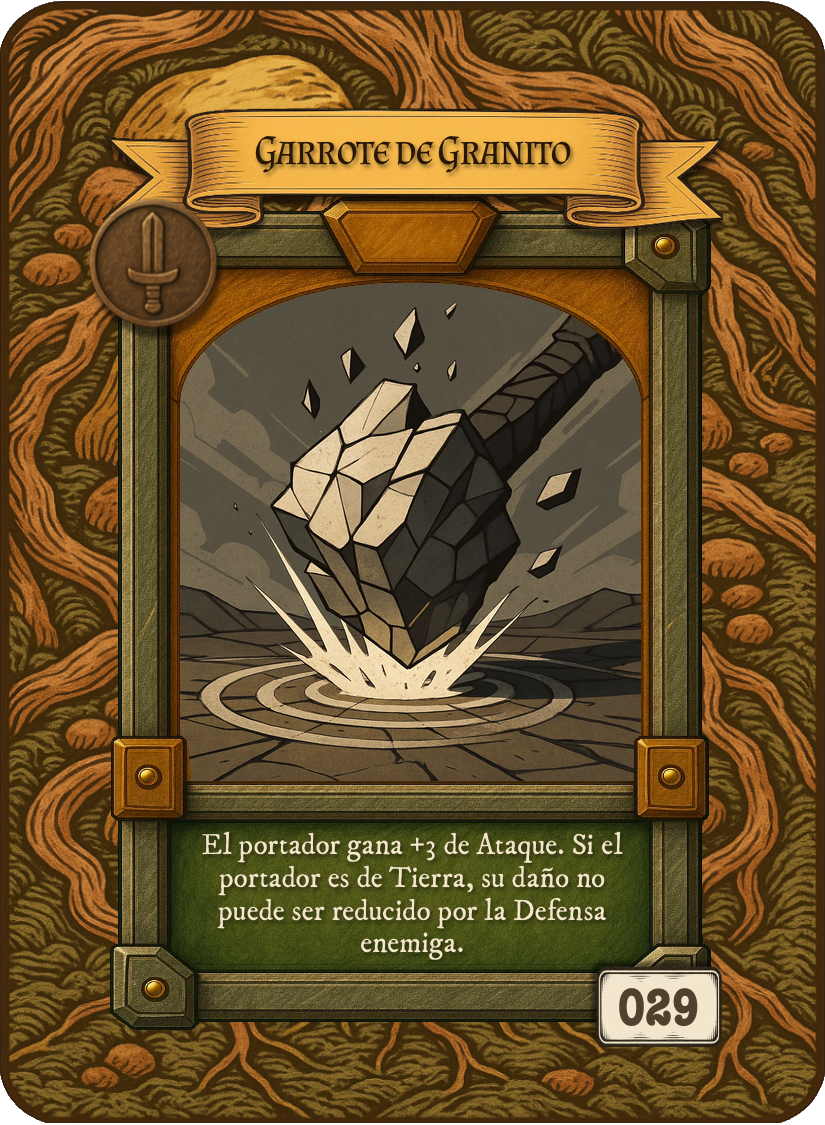 Garrote de Granito
El portador gana +3 de Ataque. Si el
portador es de Tierra, su daño no
puede ser reducido por la Defensa
enemiga.
029